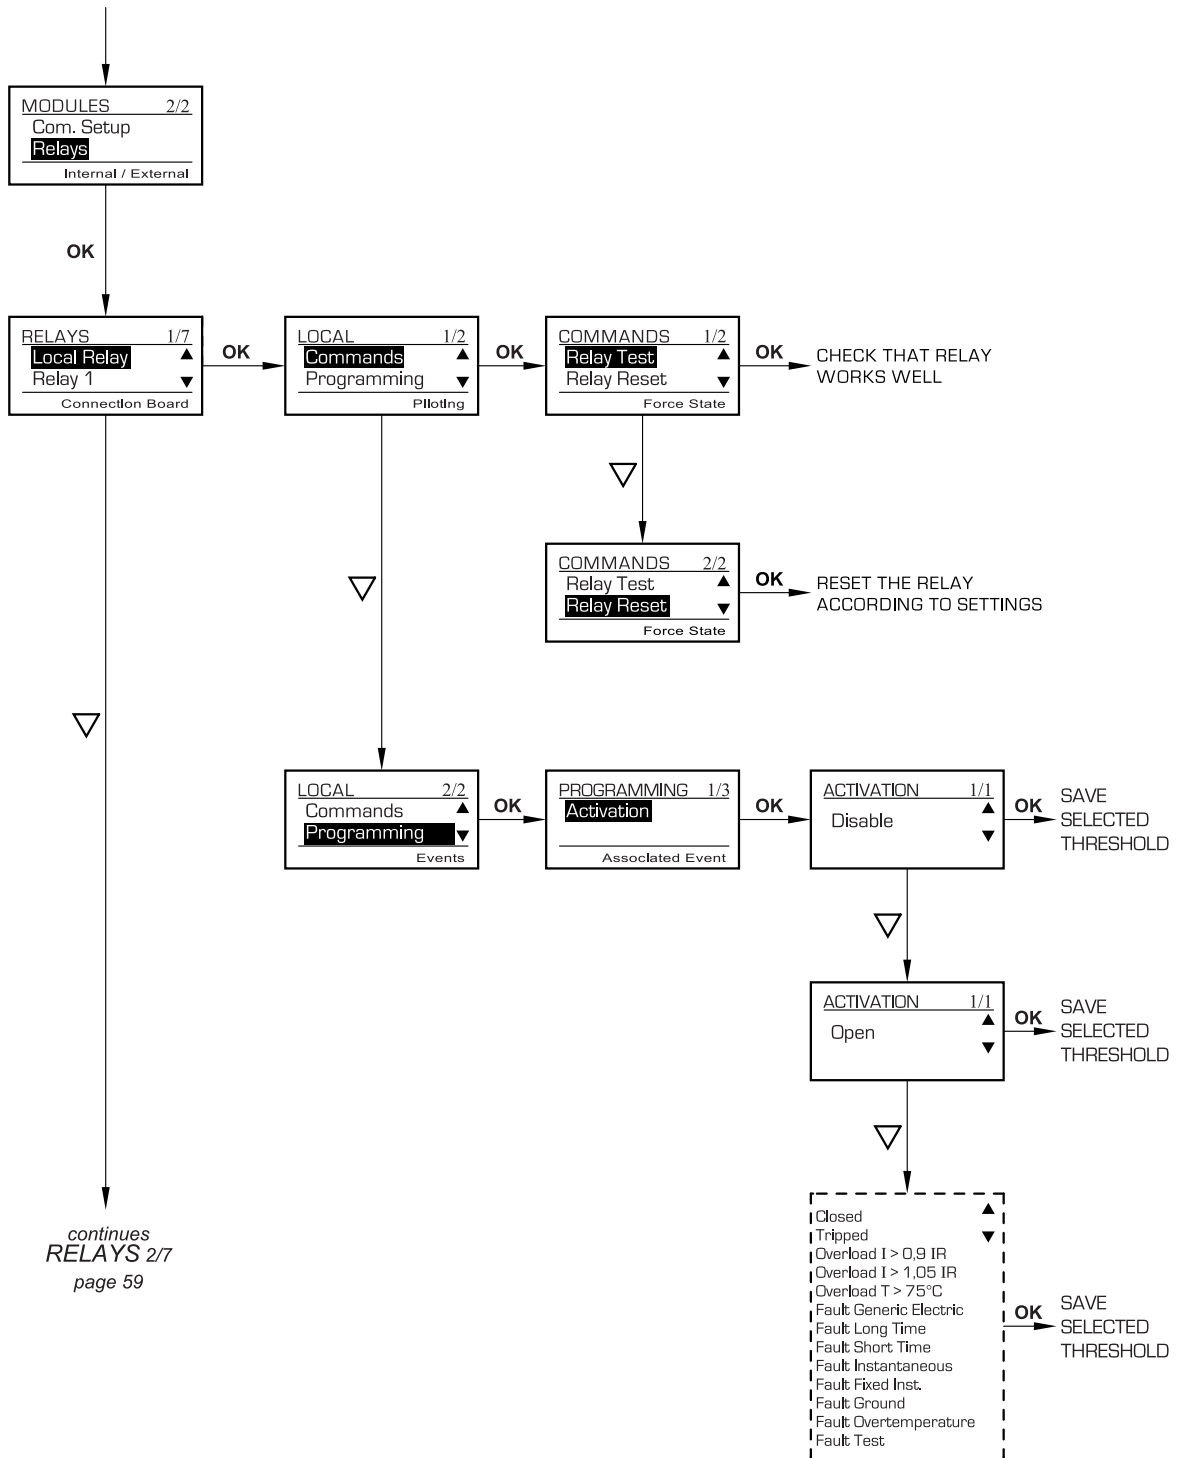 MODULES 2/2
Com. Setup
Relays
Internal / External
OK
RELAYS 1/7
Local Relay
Relay 1
Connection Board
OK
LOCAL 1/2
Commands
Programming
Piloting
OK
COMMANDS 1/2
Relay Test
Relay Reset
Force State
OK
CHECK THAT RELAY
WORKS WELL
COMMANDS 2/2
Relay Test
Relay Reset
Force State
OK
RESET THE RELAY
ACCORDING TO SETTINGS
LOCAL 2/2
Commands
Programming
Events
OK
PROGRAMMING 1/3
Activation
Associated Event
OK
ACTIVATION 1/1
Disable
OK
SAVE
SELECTED
THRESHOLD
ACTIVATION 1/1
Open
OK
SAVE
SELECTED
THRESHOLD
continues
RELAYS 2/7
page 59
Closed
Tripped
Overload I > 0,9 IR
Overload I > 1,05 IR
Overload T > 75°C
Fault Generic Electric
Fault Long Time
Fault Short Time
Fault Instantaneous
Fault Fixed Inst.
Fault Ground
Fault Overtemperature
Fault Test
OK
SAVE
SELECTED
THRESHOLD